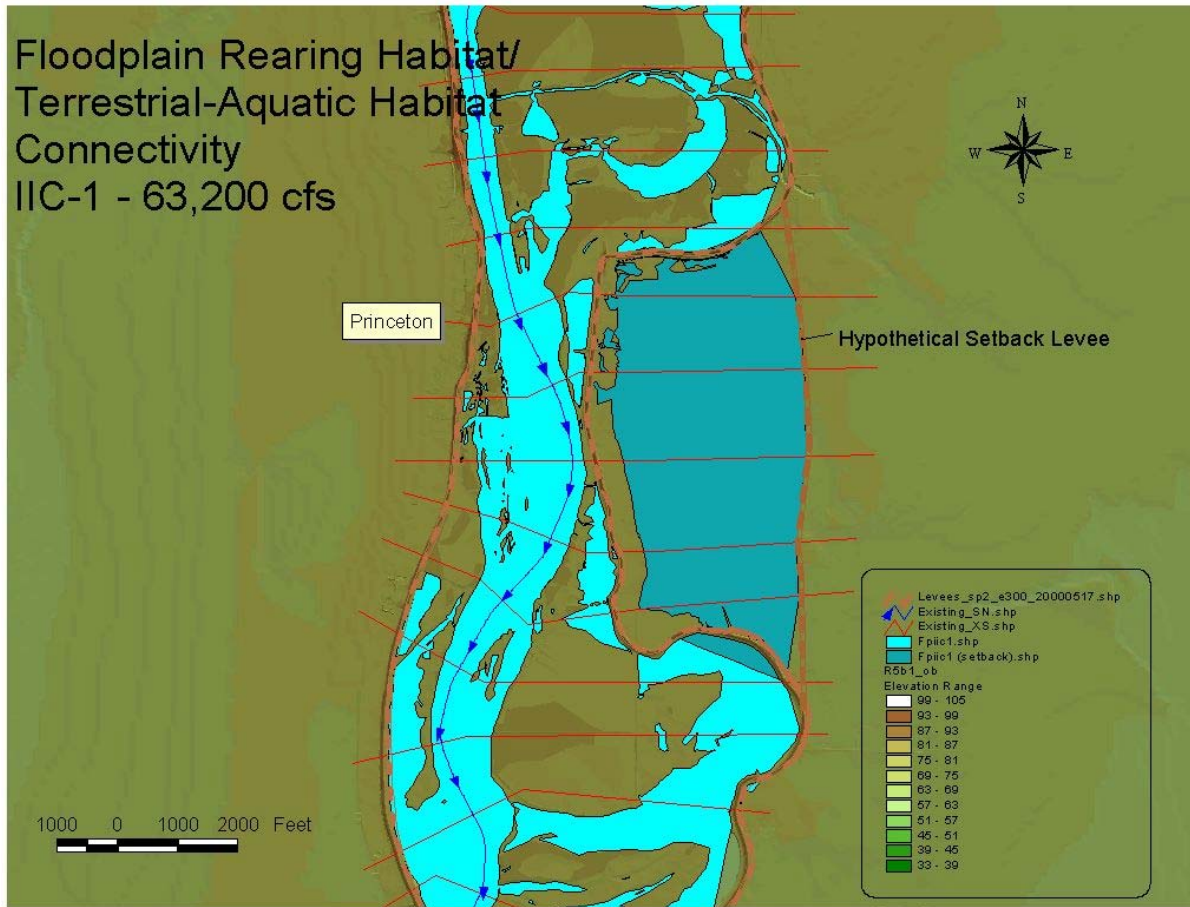 Floodplain Rearing Habitat/
Terrestrial-Aquatic Habitat
Connectivity
IIC-1 - 63,200 cfs
N
W E
S
Princeton
Hypothetical Setback Levee
Levees_sp2_e300_20000517.shp
Existing_SN.shp
Existing_XS.shp
Fpiic1.shp
Fpiic1 (setback).shp
R5b1_ob
Elevation Range
99 - 105
93 - 99
87 - 93
81 - 87
75 - 81
69 - 75
63 - 69
57 - 63
51 - 57
45 - 51
39 - 45
33 - 39
1000 0 1000 2000 Feet